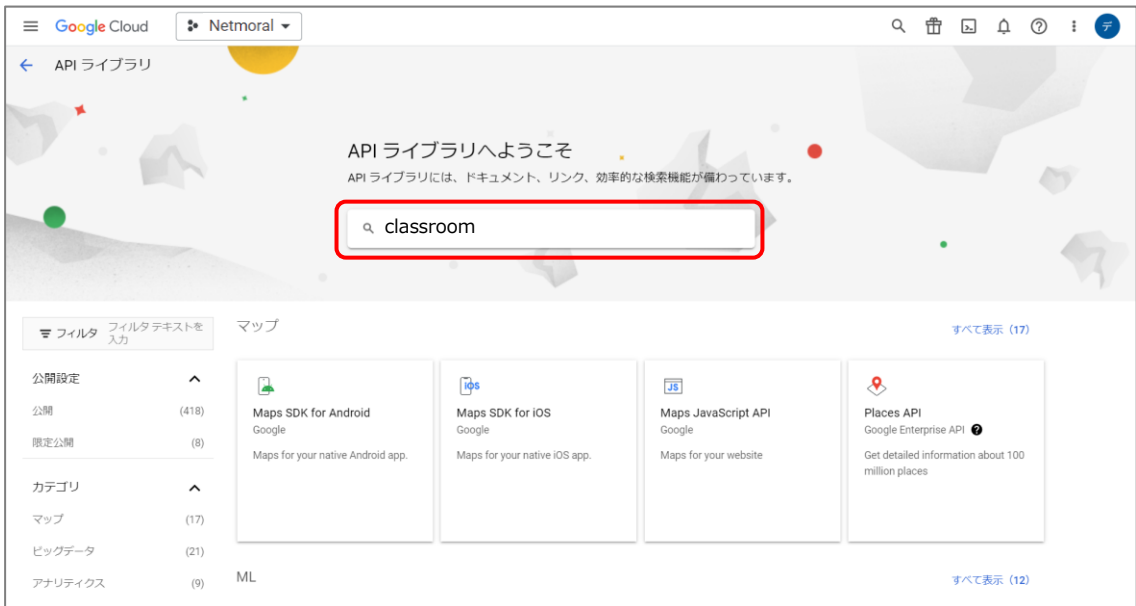 Google Cloud
Netmoral
デ
API ライブラリ
API ライブラリへようこそ
API ライブラリには、ドキュメント、リンク、効率的な検索機能が備わっています。
classroom
フィルタ
フィルタ テキストを
入力
マップ
すべて表示（17）
公開設定
公開 (418)
限定公開 (8)
カテゴリ
マップ (17)
ビッグデータ (21)
アナリティクス (9)
Maps SDK for Android
Google
Maps for your native Android app.
iOS
Maps SDK for iOS
Google
Maps for your native iOS app.
JS
Maps JavaScript API
Google
Maps for your website
Places API
Google Enterprise API
Get detailed information about 100
million places
ML
すべて表示（12）